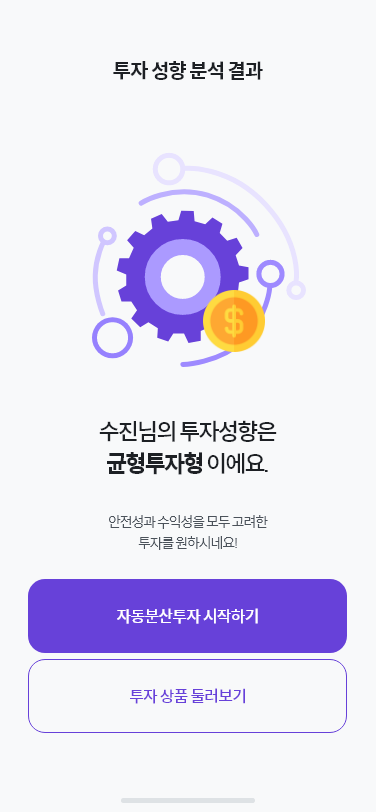 투자 성향 분석 결과
$
수진님의 투자성향은
균형투자형 이에요.
안전성과 수익성을 모두 고려한
투자를 원하시네요!
자동분산투자 시작하기
투자 상품 둘러보기